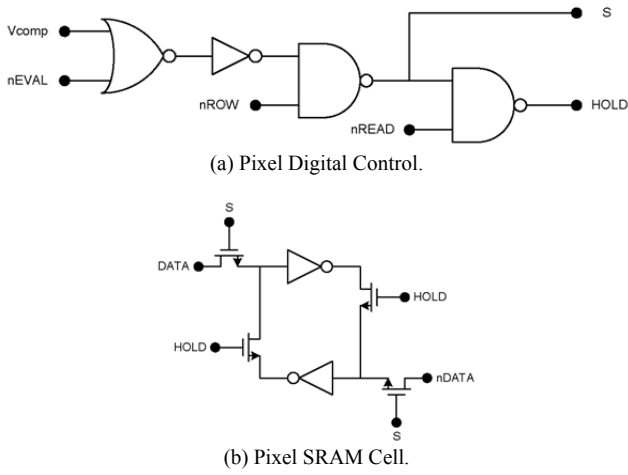 S
Vcomp
nEVAL
nROW
nREAD
HOLD
(a) Pixel Digital Control.
S
DATA
HOLD
HOLD
nDATA
S
(b) Pixel SRAM Cell.